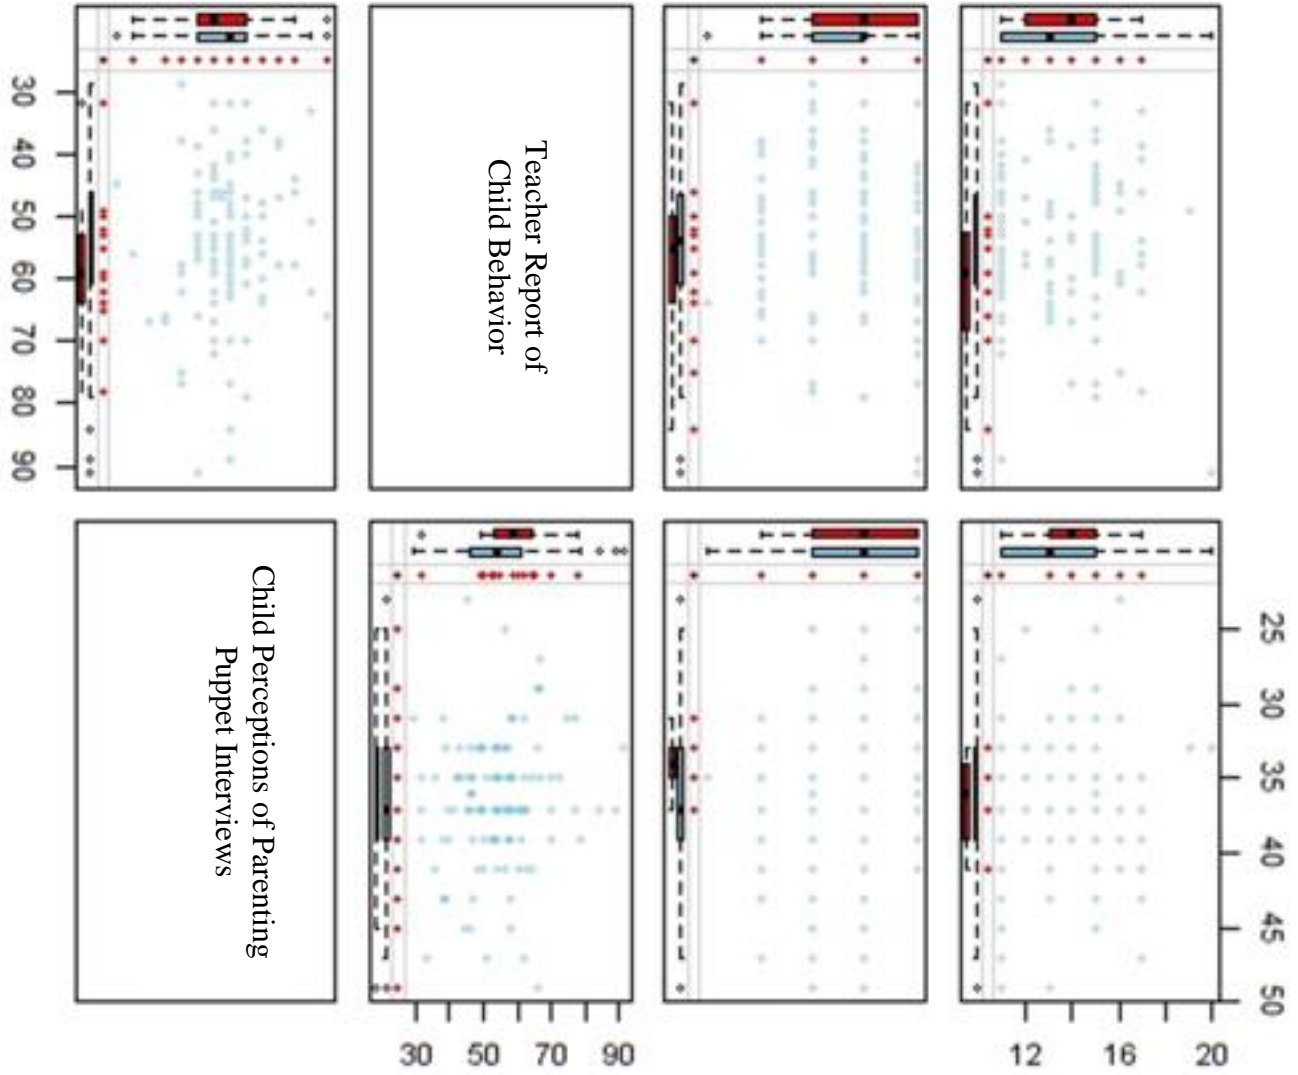 30 40 50 60 70 80 90
Teacher Report of
Child Behavior
Child Perceptions of Parenting
Puppet Interviews
25 30 35 40 45 50
30 50 70 90
12 16 20